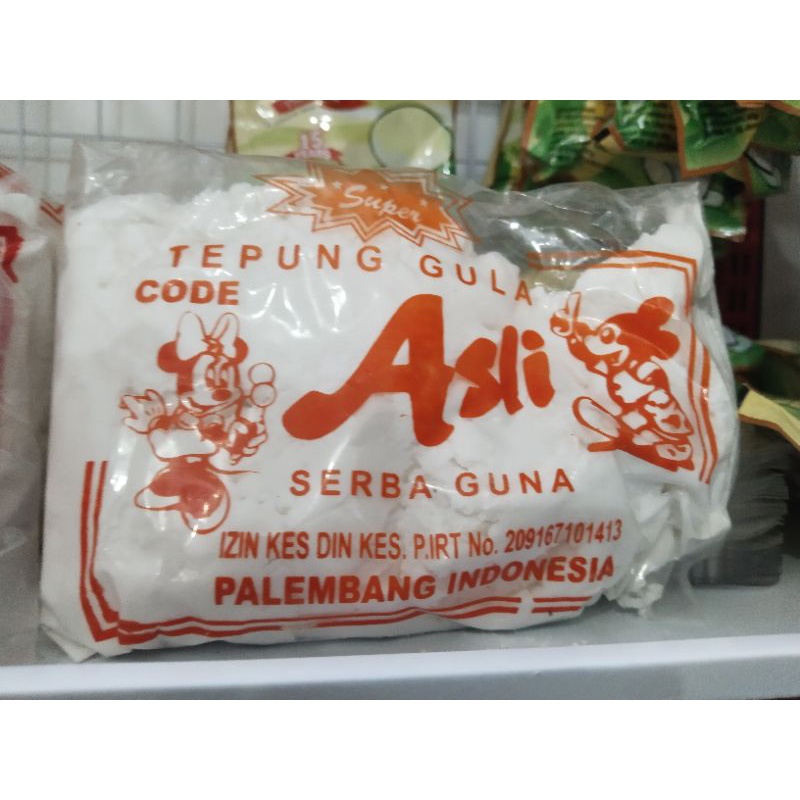 Super
TEPUNG GULA
CODE
Asli
SERBA GUNA
IZIN KES DIN KES. P.IRT No. 209167101413
PALEMBANG INDONESIA